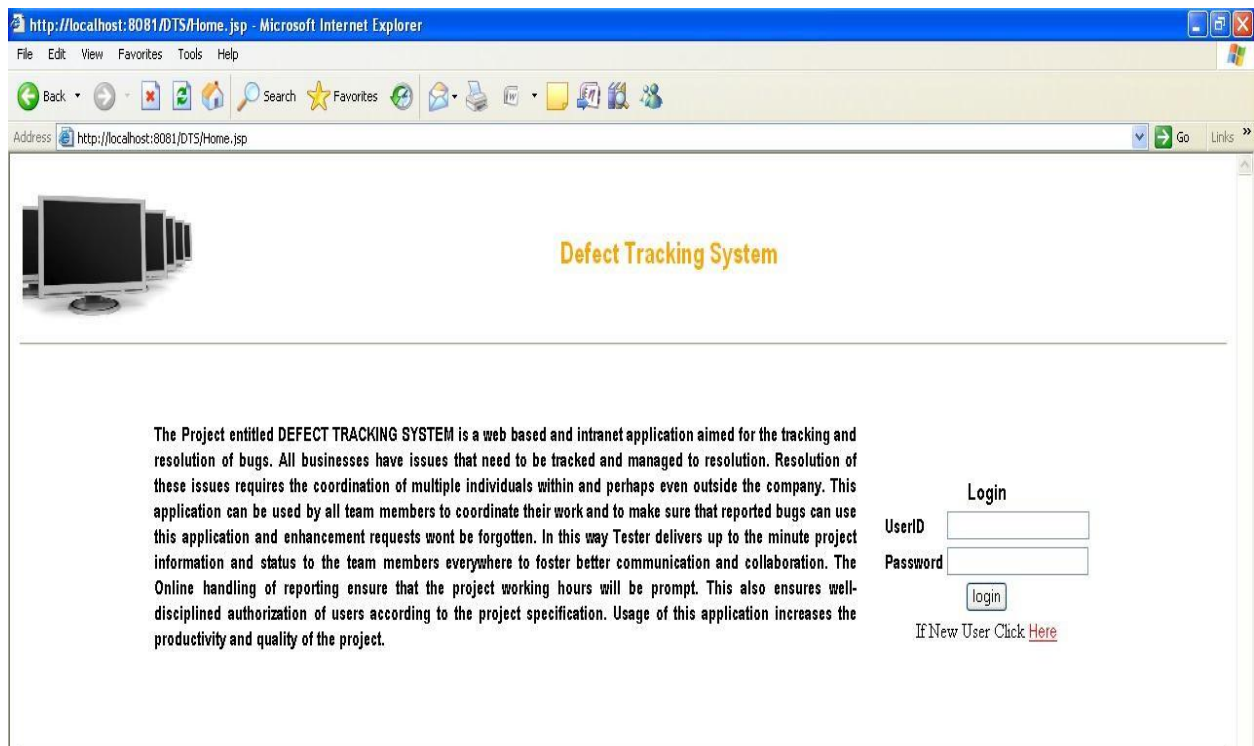 http://localhost:8081/DTS/Home.jsp - Microsoft Internet Explorer
File Edit View Favorites Tools Help
Back Search Favorites
Address http://localhost:8081/DTS/Home.jsp Go Links »
Defect Tracking System
The Project entitled DEFECT TRACKING SYSTEM is a web based and intranet application aimed for the tracking and
resolution of bugs. All businesses have issues that need to be tracked and managed to resolution. Resolution of
these issues requires the coordination of multiple individuals within and perhaps even outside the company. This
application can be used by all team members to coordinate their work and to make sure that reported bugs can use
this application and enhancement requests wont be forgotten. In this way Tester delivers up to the minute project
information and status to the team members everywhere to foster better communication and collaboration. The
Online handling of reporting ensure that the project working hours will be prompt. This also ensures well-
disciplined authorization of users according to the project specification. Usage of this application increases the
productivity and quality of the project.
Login
UserID
Password
login
If New User Click Here